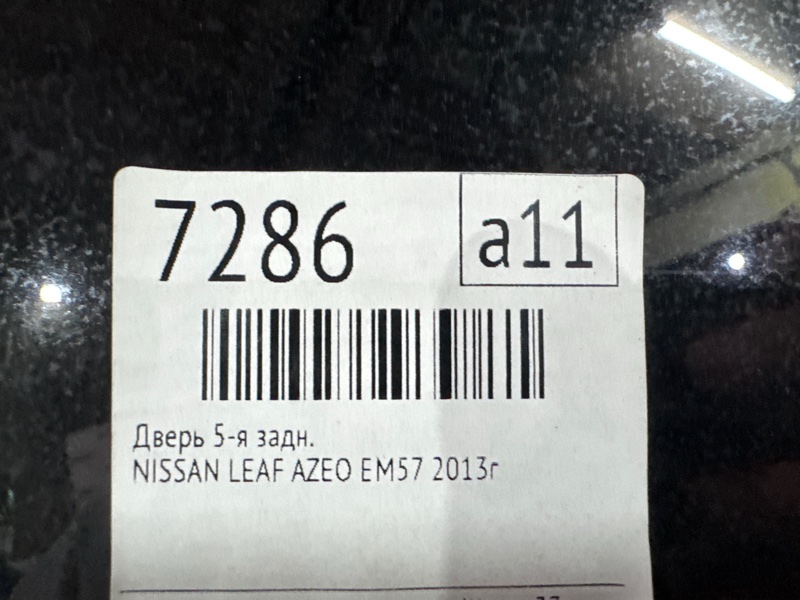 7286 a11
Дверь 5-я задн.
NISSAN LEAF AZEO EM57 2013г